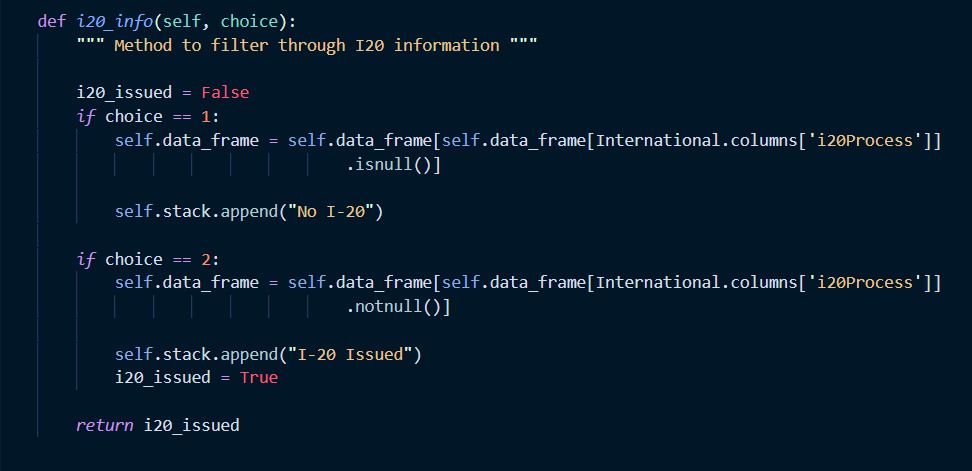 def i20_info(self, choice):
""" Method to filter through I20 information """
i20_issued = False
if choice == 1:
self.data_frame = self.data_frame[self.data_frame[International.columns['i20Process']]
.isnull()]
self.stack.append("No I-20")
if choice == 2:
self.data_frame = self.data_frame[self.data_frame[International.columns['i20Process']]
.notnull()]
self.stack.append("I-20 Issued")
i20_issued = True
return i20_issued